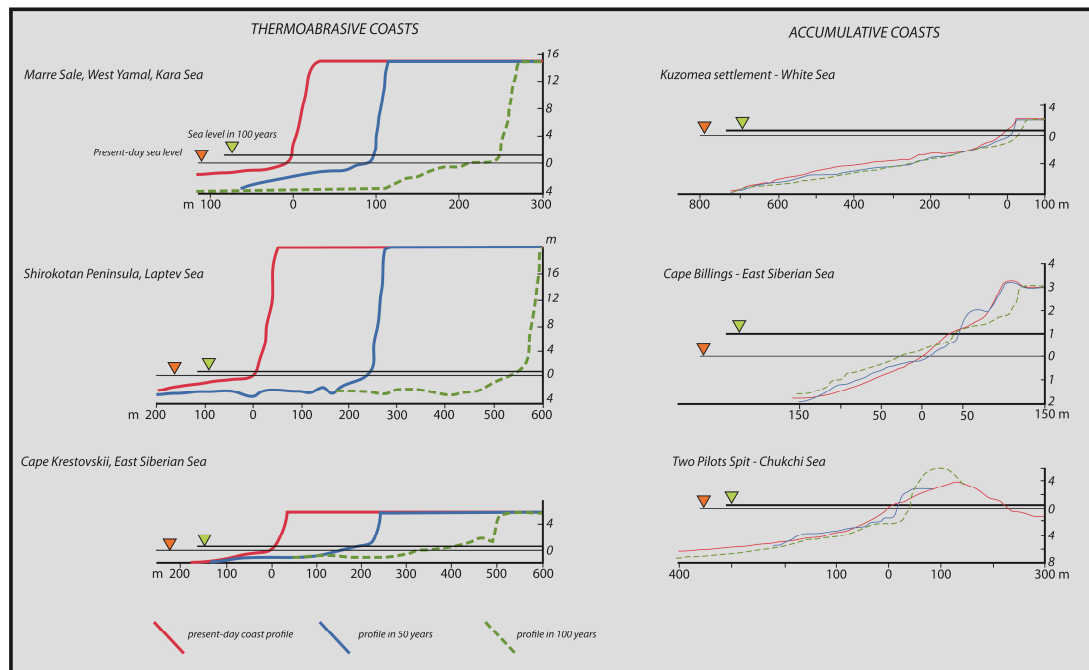 THERMOABRASIVE COASTS
ACCUMULATIVE COASTS
Marre Sale, West Yamal, Kara Sea
Sea level in 100 years
Present-day sea level
16
12
8
4
0
4
m 100 0 100 200 300
Kuzomea settlement - White Sea
4
0
4
800 600 400 200 0 100 m
Shirokotan Peninsula, Laptev Sea
m
16
12
8
4
0
4
m 200 100 0 100 200 300 400 500 600
Cape Billings - East Siberian Sea
4
3
2
1
0
1
2
150 50 0 50 150 m
Cape Krestovskii, East Siberian Sea
4
0
m 200 100 0 100 200 300 400 500 600
Two Pilots Spit - Chukchi Sea
4
0
4
8
400 100 0 100 300 m
present-day coast profile
profile in 50 years
profile in 100 years